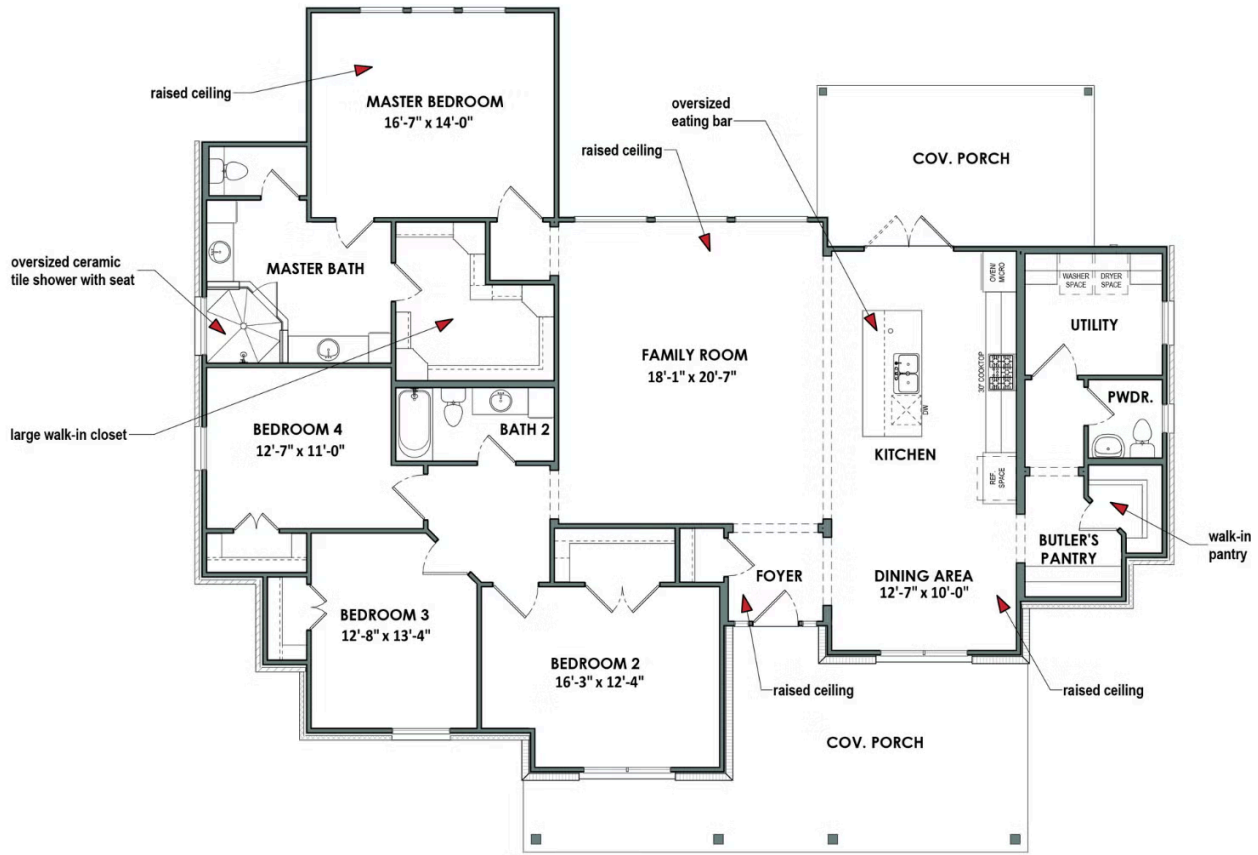 raised ceiling
MASTER BEDROOM
16'-7" x 14'-0"
oversized
eating bar
raised ceiling
COV. PORCH
oversized ceramic
tile shower with seat
MASTER BATH
OVEN/
MICRO
WASHER
SPACE
DRYER
SPACE
UTILITY
FAMILY ROOM
18'-1" x 20'-7"
30" COOKTOP
DW
PWDR.
large walk-in closet
BEDROOM 4
12'-7" x 11'-0"
BATH 2
KITCHEN
REF.
SPACE
BUTLER'S
PANTRY
walk-in
pantry
FOYER
DINING AREA
12'-7" x 10'-0"
BEDROOM 3
12'-8" x 13'-4"
BEDROOM 2
16'-3" x 12'-4"
raised ceiling
raised ceiling
COV. PORCH